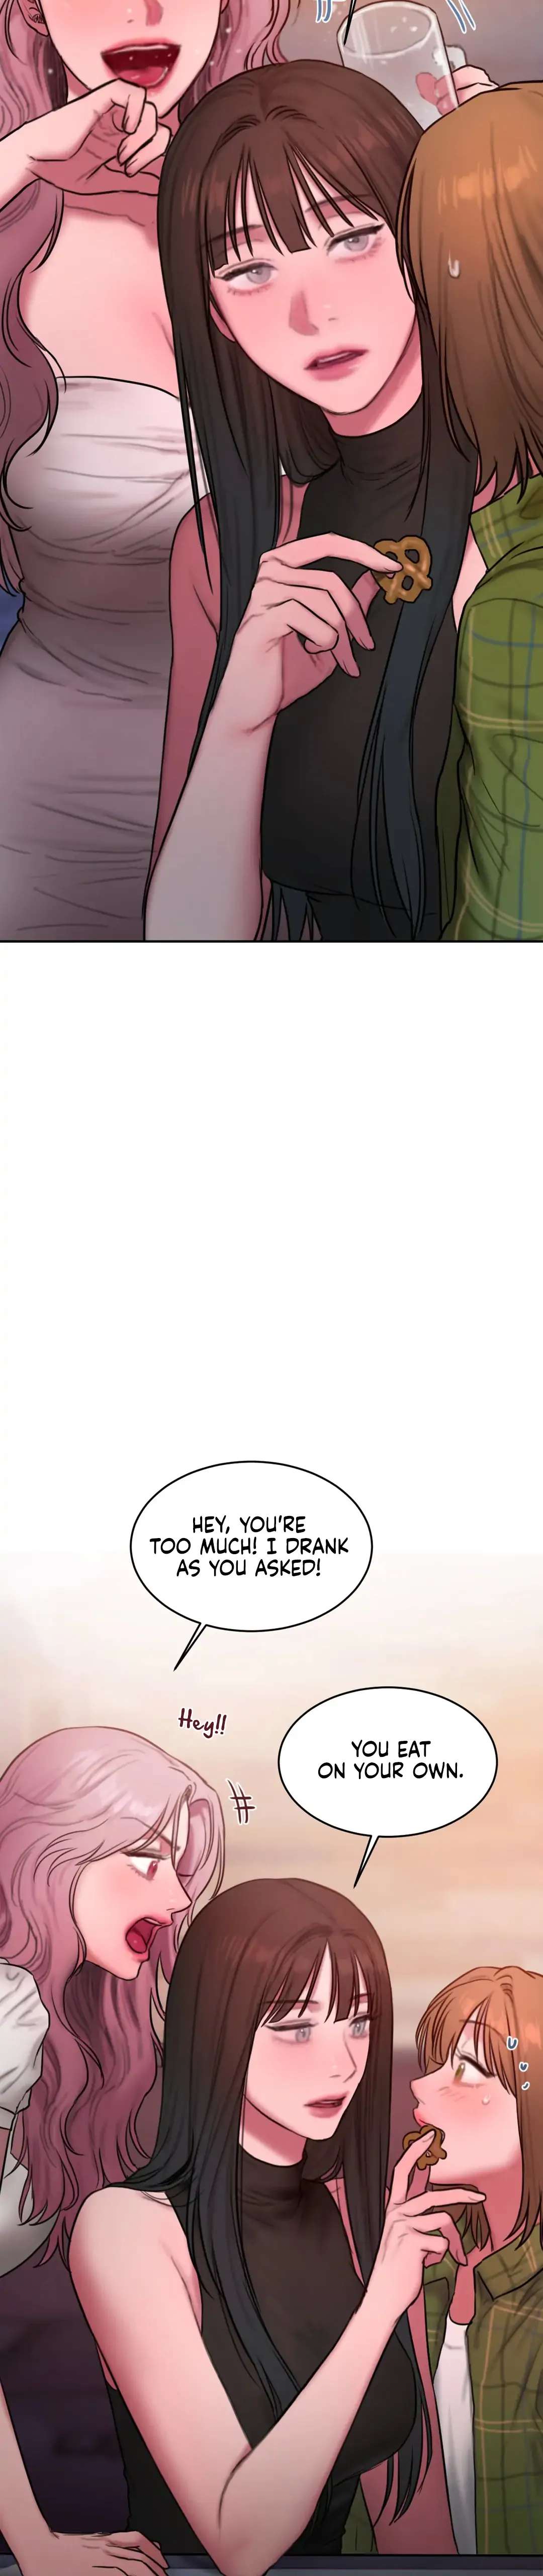 HEY, YOU'RE
TOO MUCH! I DRANK
AS YOU ASKED!
Hey!!
YOU EAT
ON YOUR OWN.